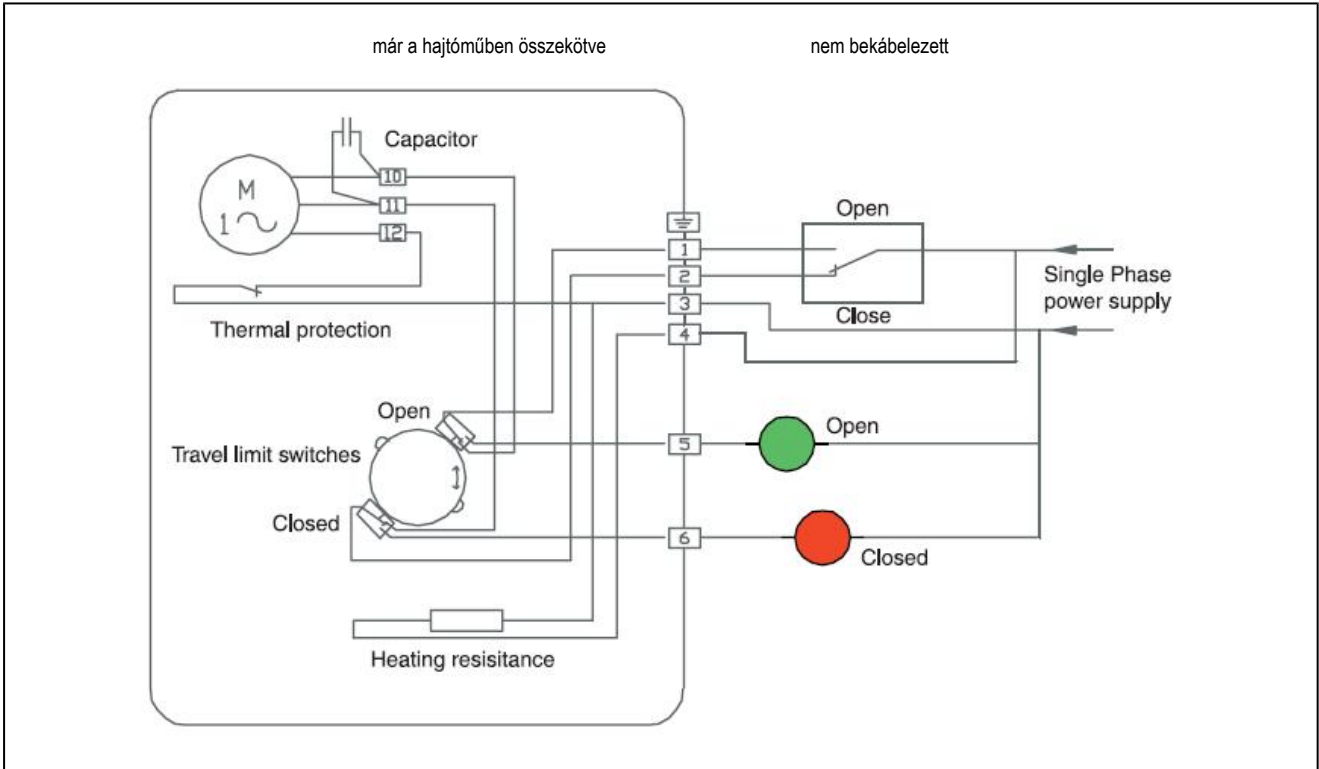 már a hajtóműben összekötve
nem bekábelezett
Capacitor
M
1
10
11
12
Thermal protection
Open
Travel limit switches
Closed
Heating resisitance
1
2
3
4
5
6
Open
Close
Single Phase
power supply
Open
Closed